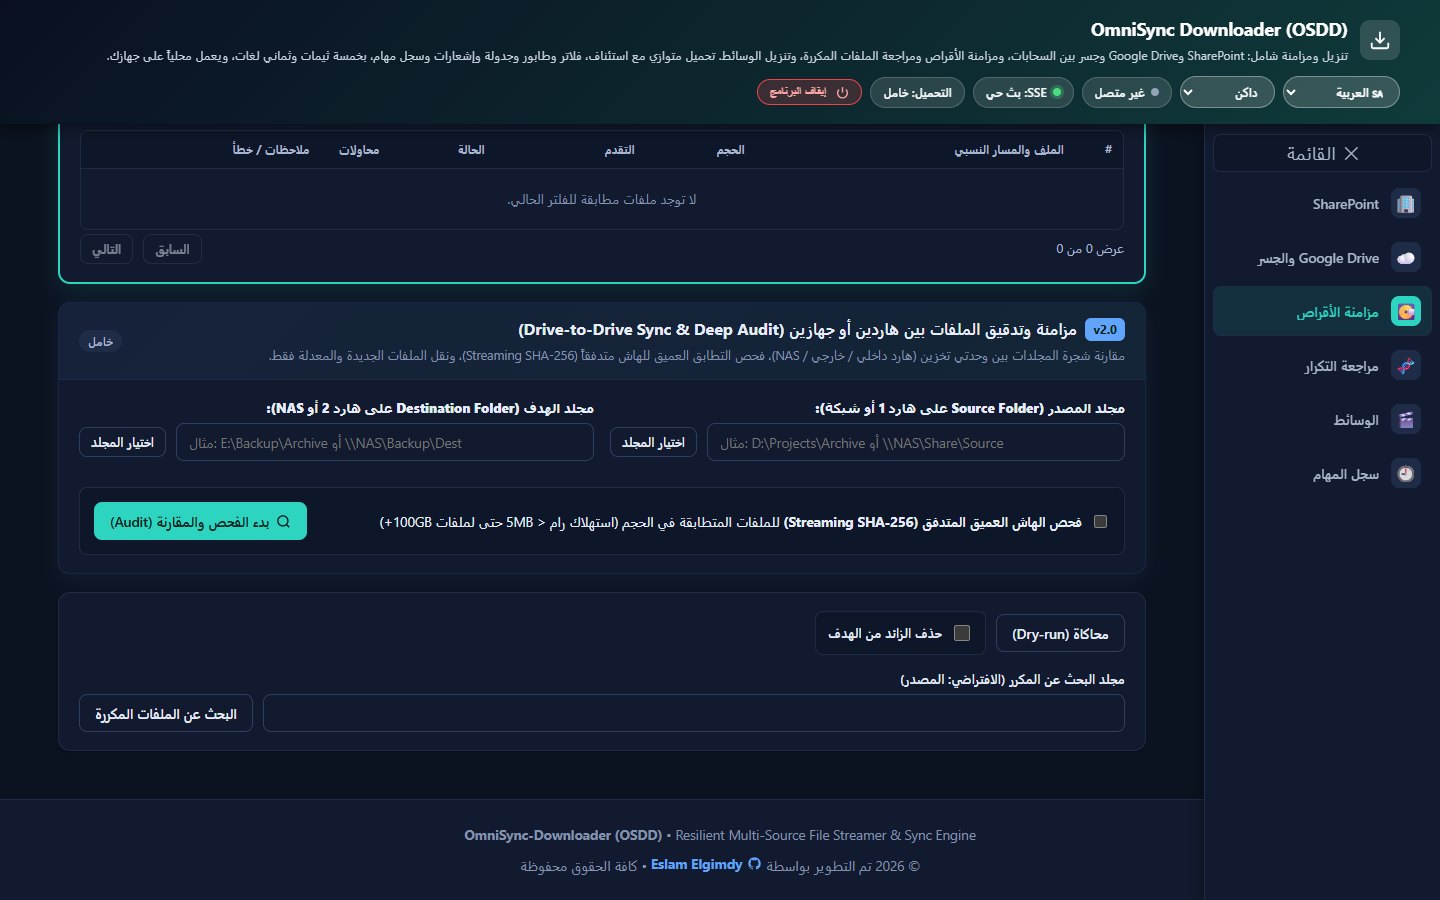 OmniSync Downloader (OSDD)
تنزيل ومزامنة شامل: SharePoint وGoogle Drive وجسر بين السحابات، ومزامنة الأقراص ومراجعة الملفات المكررة، وتنزيل الوسائط. تحميل متوازي مع استئناف، فلاتر وطابور وجدولة وإشعارات وسجل مهام، بخمسة ثيمات وثماني لغات، ويعمل محلياً على جهازك.
SA العربية
داكن
غير متصل
SSE: بث حي
التحميل: خامل
إيقاف البرنامج
القائمة
SharePoint
Google Drive والجسر
مزامنة الأقراص
مراجعة التكرار
الوسائط
سجل المهام
# الملف والمسار النسبي الحجم التقدم الحالة محاولات ملاحظات / خطأ
لا توجد ملفات مطابقة للفلتر الحالي.
عرض 0 من 0
السابق
التالي
v2.0 مزامنة وتدقيق الملفات بين هاردين أو جهازين (Drive-to-Drive Sync & Deep Audit)
خامل
مقارنة شجرة المجلدات بين وحدتي تخزين (هارد داخلي / خارجي / NAS)، فحص التطابق العميق للهاش متدفقاً (Streaming SHA-256)، ونقل الملفات الجديدة والمعدلة فقط.
مجلد المصدر (Source Folder على هارد 1 أو شبكة):
مثال: D:\Projects\Archive أو \\NAS\Share\Source
اختيار المجلد
مجلد الهدف (Destination Folder على هارد 2 أو NAS):
مثال: E:\Backup\Archive أو \\NAS\Backup\Dest
اختيار المجلد
فحص الهاش العميق المتدفق (Streaming SHA-256) للملفات المتطابقة في الحجم (استهلاك رام < 5MB حتى لملفات 100GB+)
بدء الفحص والمقارنة (Audit)
محاكاة (Dry-run)
حذف الزائد من الهدف
مجلد البحث عن المكرر (الافتراضي: المصدر)
البحث عن الملفات المكررة
OmniSync-Downloader (OSDD) • Resilient Multi-Source File Streamer & Sync Engine
© 2026 تم التطوير بواسطة Eslam Elgimdy • كافة الحقوق محفوظة